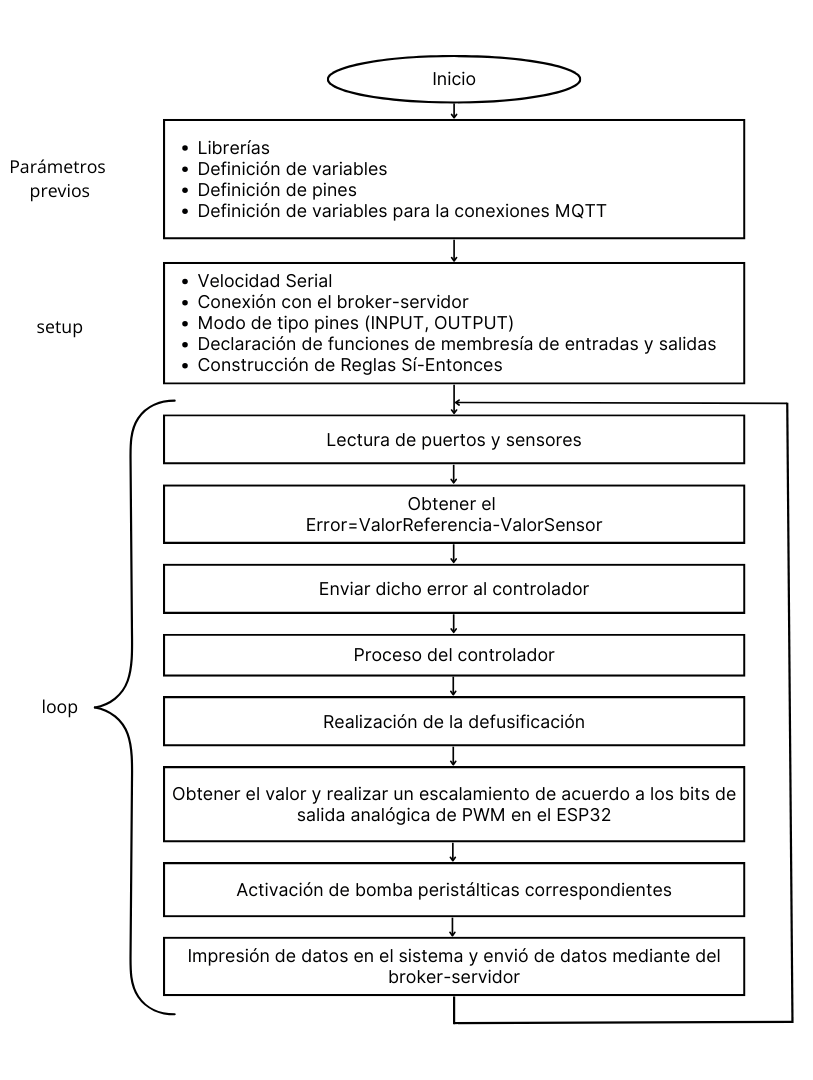 Inicio
Parámetros
previos
• Librerías
• Definición de variables
• Definición de pines
• Definición de variables para la conexiones MQTT
setup
• Velocidad Serial
• Conexión con el broker-servidor
• Modo de tipo pines (INPUT, OUTPUT)
• Declaración de funciones de membresía de entradas y salidas
• Construcción de Reglas Sí-Entonces
loop
Lectura de puertos y sensores
Obtener el
Error=ValorReferencia-ValorSensor
Enviar dicho error al controlador
Proceso del controlador
Realización de la defusificación
Obtener el valor y realizar un escalamiento de acuerdo a los bits de
salida analógica de PWM en el ESP32
Activación de bomba peristálticas correspondientes
Impresión de datos en el sistema y envió de datos mediante del
broker-servidor